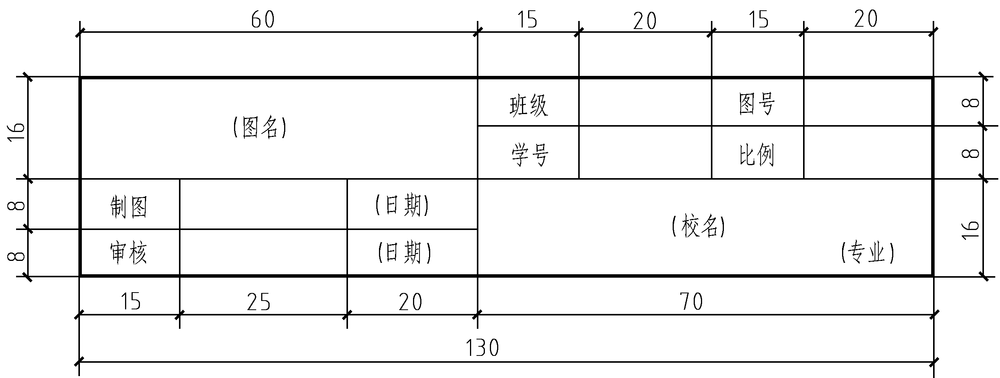 60 15 20 15 20
班级 图号 8
16 (图名)
学号 比例 8
8 制图 (日期)
(校名) 16
8 审核 (日期) (专业)
15 25 20 70
130